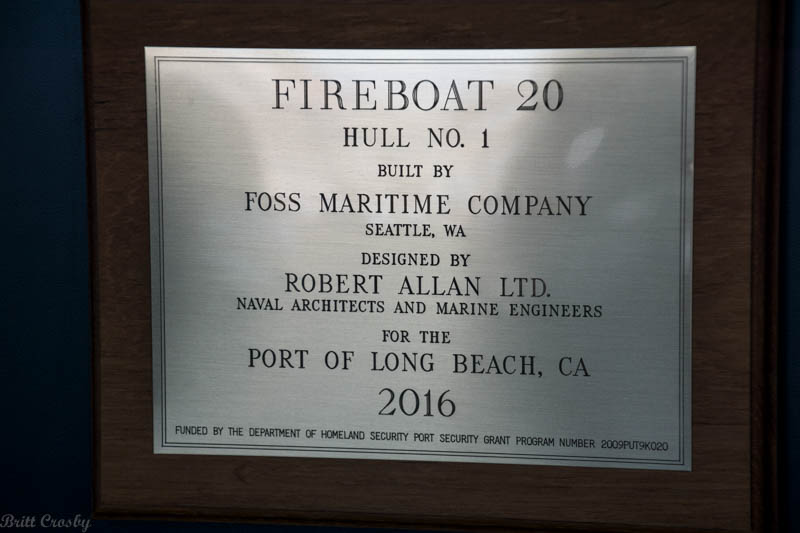 FIREBOAT 20
HULL NO. 1
BUILT BY
FOSS MARITIME COMPANY
SEATTLE, WA
DESIGNED BY
ROBERT ALLAN LTD.
NAVAL ARCHITECTS AND MARINE ENGINEERS
FOR THE
PORT OF LONG BEACH, CA
2016
FUNDED BY THE DEPARTMENT OF HOMELAND SECURITY PORT SECURITY GRANT PROGRAM NUMBER 2009PUT9K020
Britt Crosby